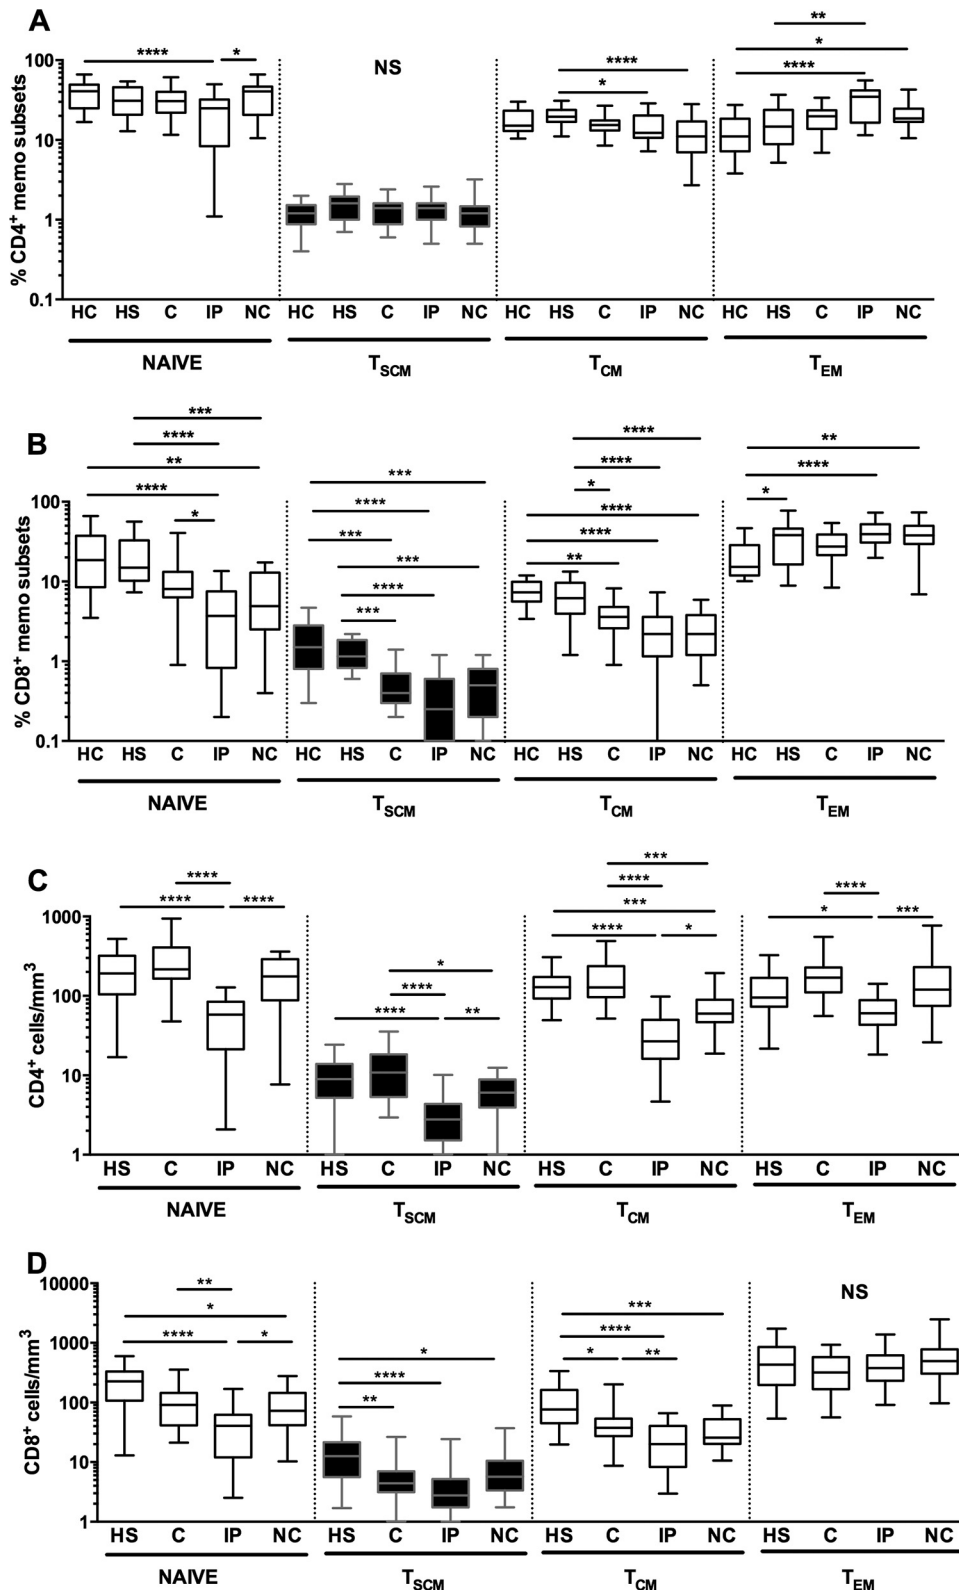 A
** 
**** * **** *
NS * ****
100
10
1
0.1
% CD4+ memo subsets
HC HS C IP NC HC HS C IP NC HC HS C IP NC HC HS C IP NC
NAIVE TSCM TCM TEM
B
***
**** ****
** *** **** **
**** **** * ****
* *** **** *
*** ****
**** **
***
100
10
1
0.1
% CD8+ memo subsets
HC HS C IP NC HC HS C IP NC HC HS C IP NC HC HS C IP NC
NAIVE TSCM TCM TEM
C
***
**** **** ****
**** **** *** * ***
* **** *
****
**** **
1000
100
10
1
CD4+ cells/mm3
HS C IP NC HS C IP NC HS C IP NC HS C IP NC
NAIVE TSCM TCM TEM
D
** NS
* ***
**** * * ****
**** * **
**
10000
1000
100
10
1
CD8+ cells/mm3
HS C IP NC HS C IP NC HS C IP NC HS C IP NC
NAIVE TSCM TCM TEM